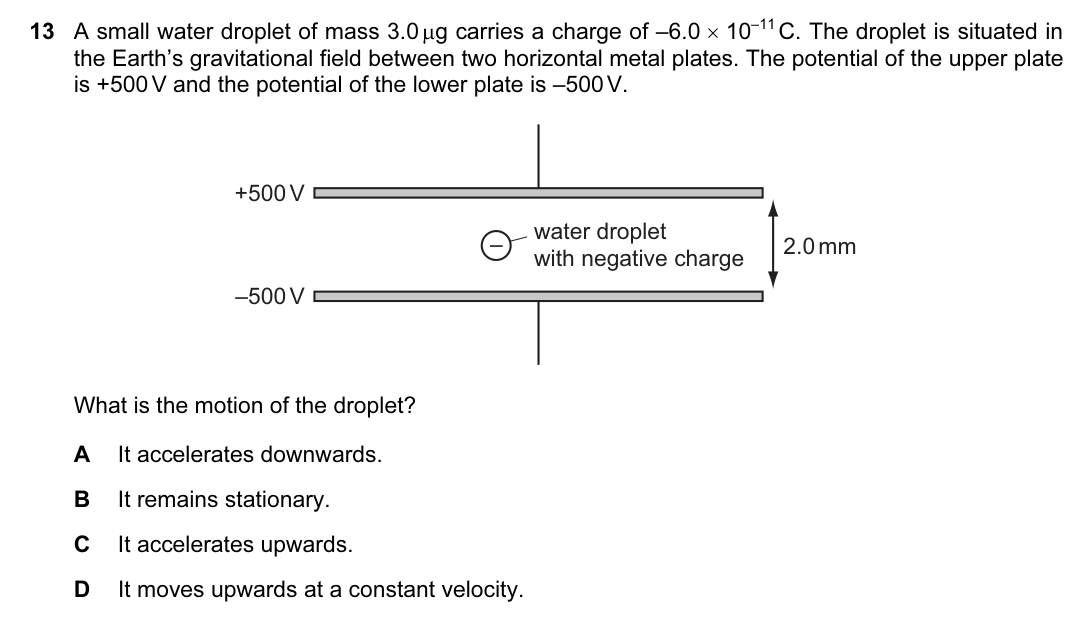 13 A small water droplet of mass 3.0 μg carries a charge of –6.0 × 10⁻¹¹ C. The droplet is situated in
the Earth's gravitational field between two horizontal metal plates. The potential of the upper plate
is +500 V and the potential of the lower plate is –500 V.
+500 V
water droplet
with negative charge
–
2.0 mm
–500 V
What is the motion of the droplet?
A It accelerates downwards.
B It remains stationary.
C It accelerates upwards.
D It moves upwards at a constant velocity.